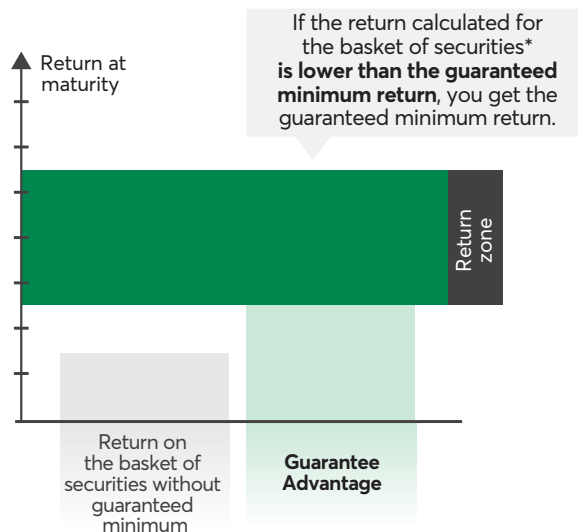 If the return calculated for
the basket of securities*
is lower than the guaranteed
minimum return, you get the
guaranteed minimum return.
Return at
maturity
Return
zone
Return on
the basket of
securities without
guaranteed
minimum
Guarantee
Advantage